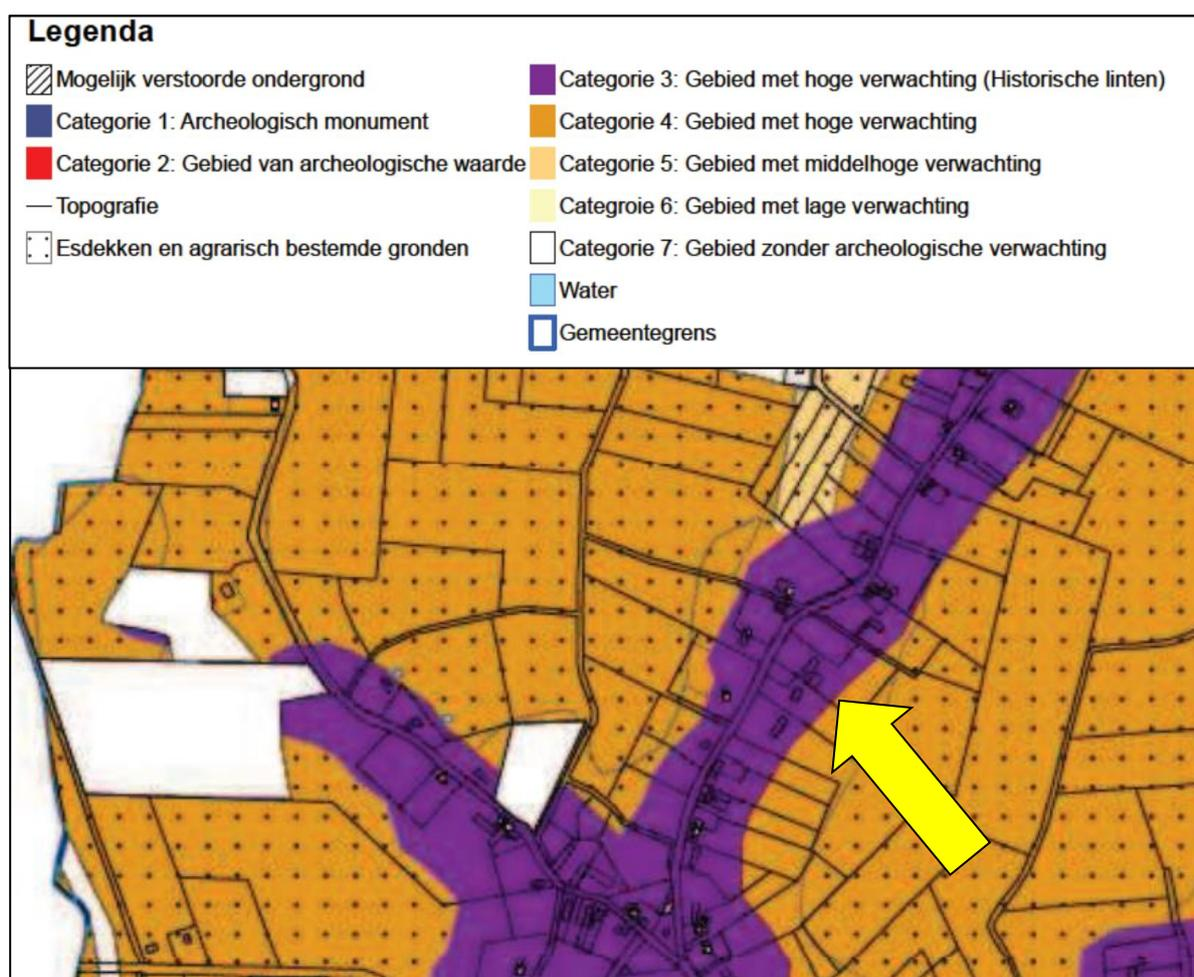 Legenda
Mogelijk verstoorde ondergrond
Categorie 1: Archeologisch monument
Categorie 2: Gebied van archeologische waarde
Topografie
Esdekken en agrarisch bestemde gronden
Categorie 3: Gebied met hoge verwachting (Historische linten)
Categorie 4: Gebied met hoge verwachting
Categorie 5: Gebied met middelhoge verwachting
Categroie 6: Gebied met lage verwachting
Categorie 7: Gebied zonder archeologische verwachting
Water
Gemeentegrens